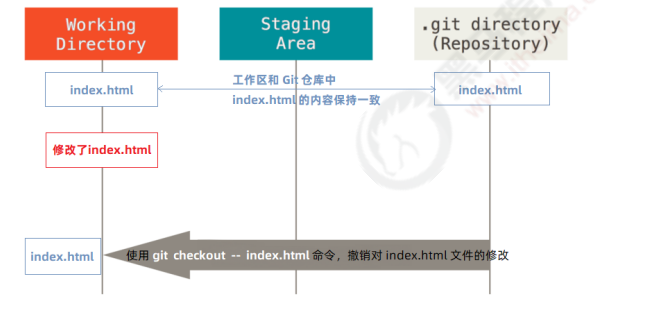 Working
Directory
Staging
Area
.git directory
(Repository)
index.html
工作区和 Git 仓库中
index.html 的内容保持一致
index.html
修改了index.html
index.html
使用 git checkout -- index.html 命令，撤销对 index.html 文件的修改